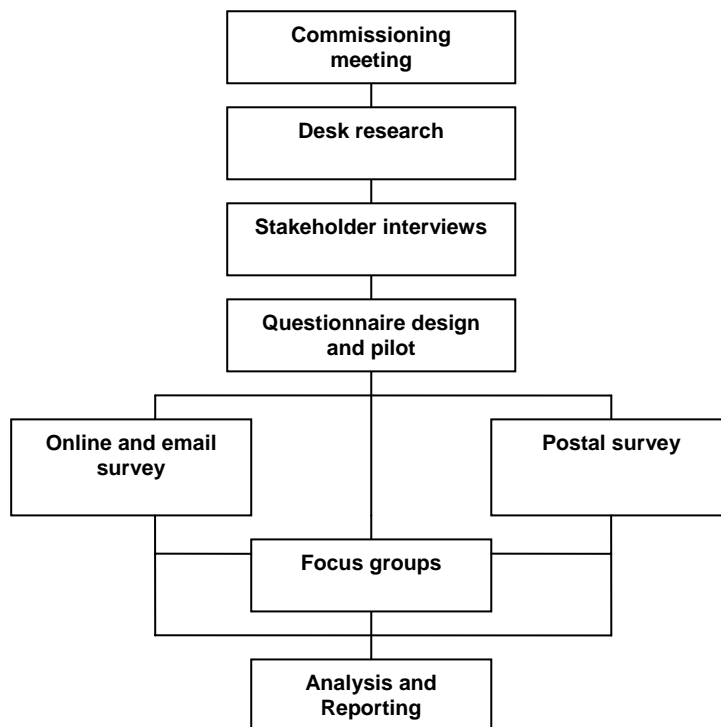 Commissioning
meeting
Desk research
Stakeholder interviews
Questionnaire design
and pilot
Online and email
survey
Postal survey
Focus groups
Analysis and
Reporting